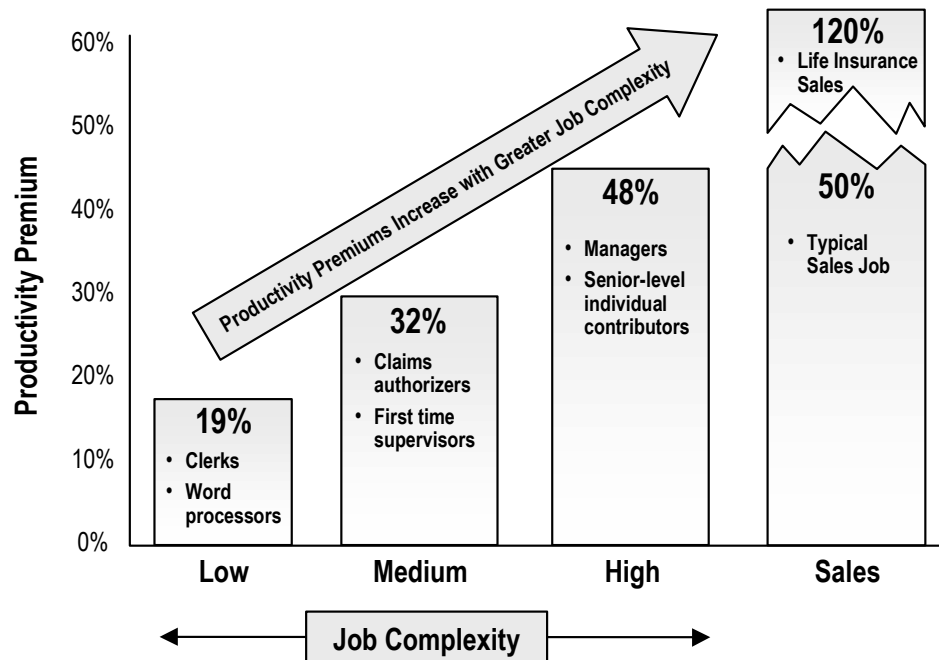 Productivity Premium
60%
50%
40%
30%
20%
10%
0%
Productivity Premiums Increase with Greater Job Complexity
19%
• Clerks
• Word
processors
32%
• Claims
authorizers
• First time
supervisors
48%
• Managers
• Senior-level
individual
contributors
120%
• Life Insurance
Sales
50%
• Typical
Sales Job
Low
Medium
High
Sales
Job Complexity